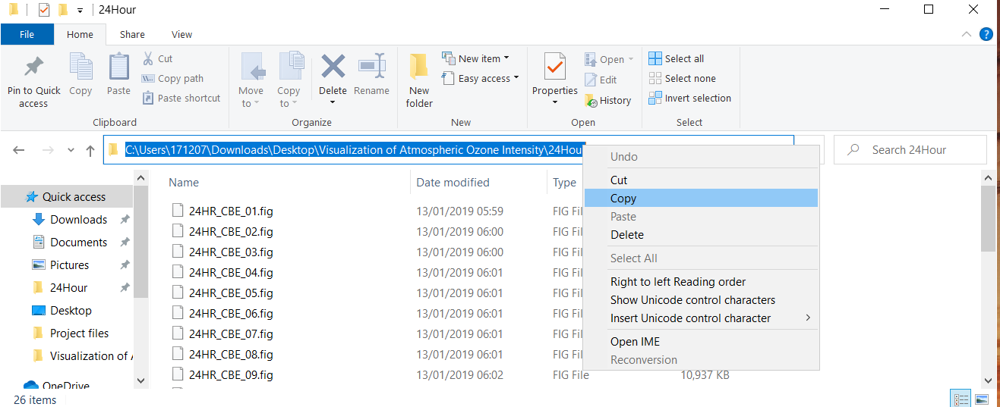 24Hour
File Home Share View
Pin to Quick access
Copy
Paste
Cut
Copy path
Paste shortcut
Move to
Copy to
Delete
Rename
New folder
New item
Easy access
Properties
Open
Edit
History
Select all
Select none
Invert selection
Clipboard Organize New Open Select
C:\Users\171207\Downloads\Desktop\Visualization of Atmospheric Ozone Intensity\24Hou
Search 24Hour
Undo
Cut
Copy
Paste
Delete
Select All
Right to left Reading order
Show Unicode control characters
Insert Unicode control character
Open IME
Reconversion
Quick access
Downloads
Documents
Pictures
24Hour
Desktop
Project files
Visualization of A
OneDrive
Name Date modified Type
24HR_CBE_01.fig 13/01/2019 05:59 FIG Fil
24HR_CBE_02.fig 13/01/2019 06:00 FIG Fil
24HR_CBE_03.fig 13/01/2019 06:00 FIG Fil
24HR_CBE_04.fig 13/01/2019 06:01 FIG Fil
24HR_CBE_05.fig 13/01/2019 06:01 FIG Fil
24HR_CBE_06.fig 13/01/2019 06:01 FIG Fil
24HR_CBE_07.fig 13/01/2019 06:01 FIG Fil
24HR_CBE_08.fig 13/01/2019 06:01 FIG Fil
24HR_CBE_09.fig 13/01/2019 06:02 FIG File 10,937 KB
26 items